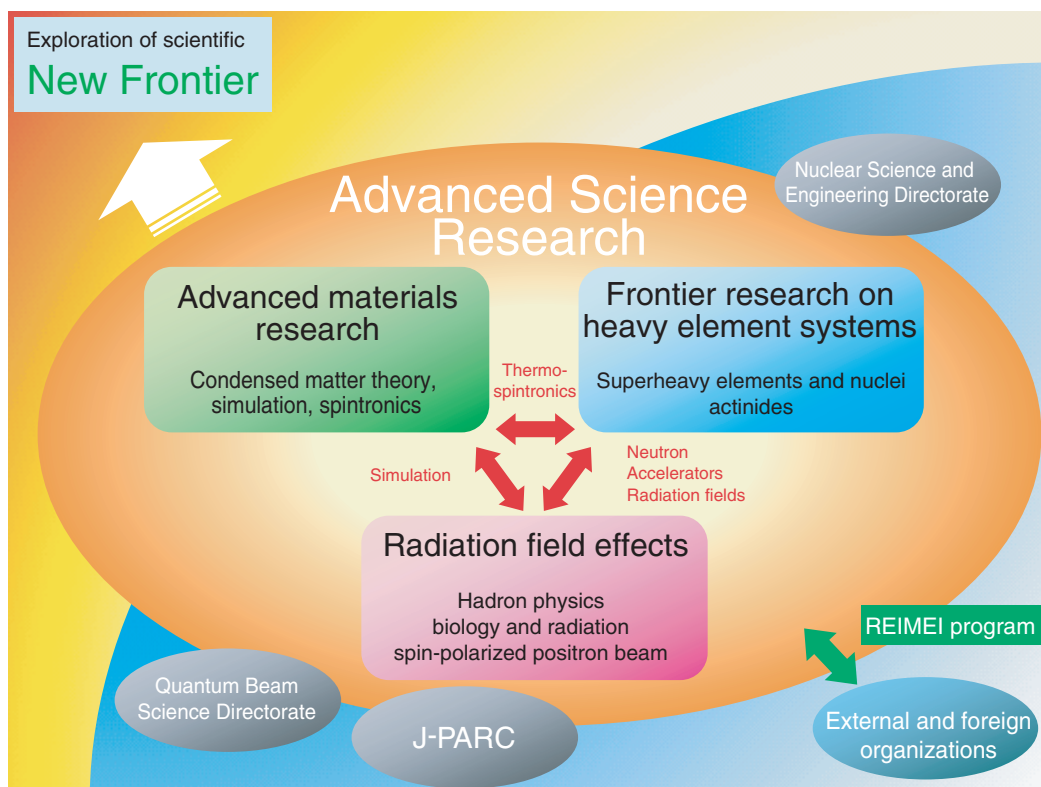 Exploration of scientific
New Frontier
Nuclear Science and
Engineering Directorate
Advanced Science
Research
Advanced materials
research
Condensed matter theory,
simulation, spintronics
Frontier research on
heavy element systems
Superheavy elements and nuclei
actinides
Thermo-
spintronics
Simulation
Neutron
Accelerators
Radiation fields
Radiation field effects
Hadron physics
biology and radiation
spin-polarized positron beam
REIMEI program
Quantum Beam
Science Directorate
J-PARC
External and foreign
organizations